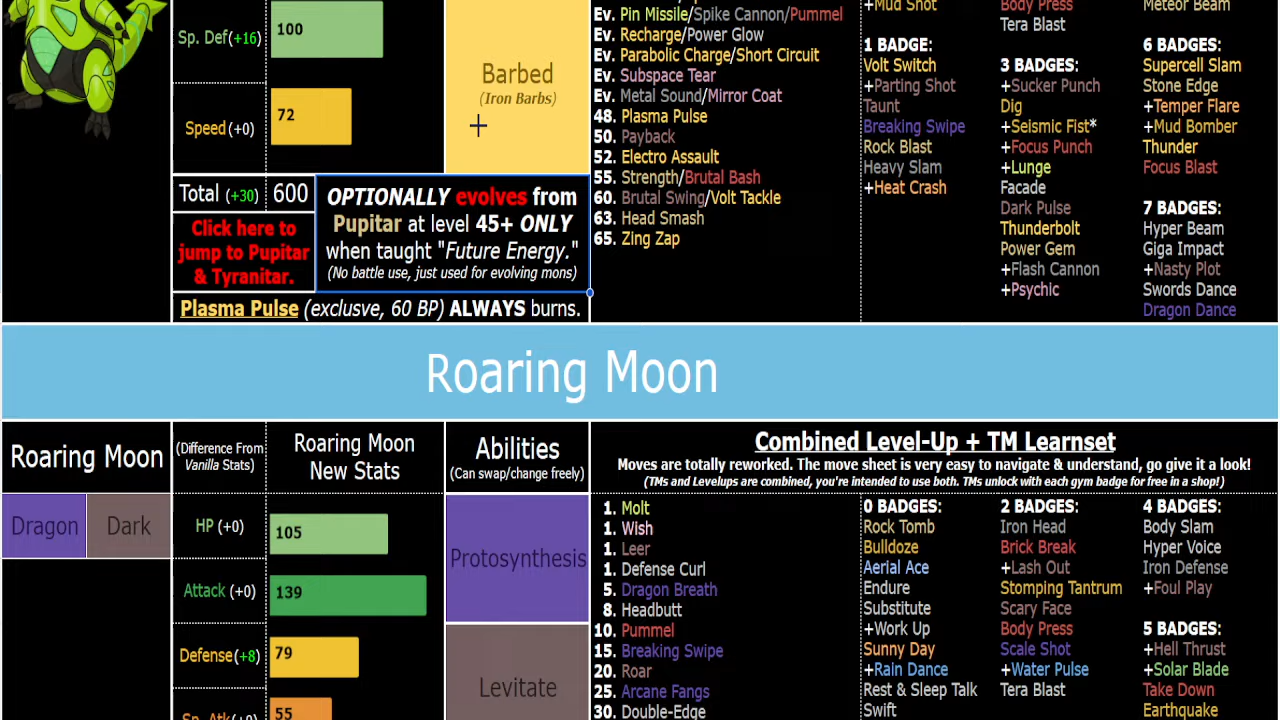 Sp. Def(+16)
100
Speed(+0)
72
Total (+30)
600
Click here to
jump to Pupitar
& Tyranitar.
Barbed
(Iron Barbs)
OPTIONALLY evolves from
Pupitar at level 45+ ONLY
when taught "Future Energy."
(No battle use, just used for evolving mons)
Plasma Pulse (exclusive, 60 BP) ALWAYS burns.
Ev. Pin Missile/Spike Cannon/Pummel
Ev. Recharge/Power Glow
Ev. Parabolic Charge/Short Circuit
Ev. Subspace Tear
Ev. Metal Sound/Mirror Coat
48. Plasma Pulse
50. Payback
52. Electro Assault
55. Strength/Brutal Bash
60. Brutal Swing/Volt Tackle
63. Head Smash
65. Zing Zap
+Mud Shot
1 BADGE:
Volt Switch
+Parting Shot
Taunt
Breaking Swipe
Rock Blast
Heavy Slam
+Heat Crash
Body Press
Tera Blast
3 BADGES:
+Sucker Punch
Dig
+Seismic Fist*
+Focus Punch
+Lunge
Facade
Dark Pulse
Thunderbolt
Power Gem
+Flash Cannon
+Psychic
Meteor Beam
6 BADGES:
Supercell Slam
Stone Edge
+Temper Flare
+Mud Bomber
Thunder
Focus Blast
7 BADGES:
Hyper Beam
Giga Impact
+Nasty Plot
Swords Dance
Dragon Dance
Roaring Moon
Roaring Moon
(Difference From
Vanilla Stats)
Roaring Moon
New Stats
Abilities
(Can swap/change freely)
Combined Level-Up + TM Learnset
Moves are totally reworked. The move sheet is very easy to navigate & understand, go give it a look!
(TMs and Levelups are combined, you're intended to use both. TMs unlock with each gym badge for free in a shop!)
Dragon
Dark
HP (+0)
105
Attack (+0)
139
Defense(+8)
79
Sp. Atk(+0)
55
Protosynthesis
Levitate
1. Molt
1. Wish
1. Leer
1. Defense Curl
5. Dragon Breath
8. Headbutt
10. Pummel
15. Breaking Swipe
20. Roar
25. Arcane Fangs
30. Double-Edge
0 BADGES:
Rock Tomb
Bulldoze
Aerial Ace
Endure
Substitute
+Work Up
Sunny Day
+Rain Dance
Rest & Sleep Talk
Swift
2 BADGES:
Iron Head
Brick Break
+Lash Out
Stomping Tantrum
Scary Face
Body Press
Scale Shot
+Water Pulse
Tera Blast
4 BADGES:
Body Slam
Hyper Voice
Iron Defense
+Foul Play
5 BADGES:
+Hell Thrust
+Solar Blade
Take Down
Earthquake